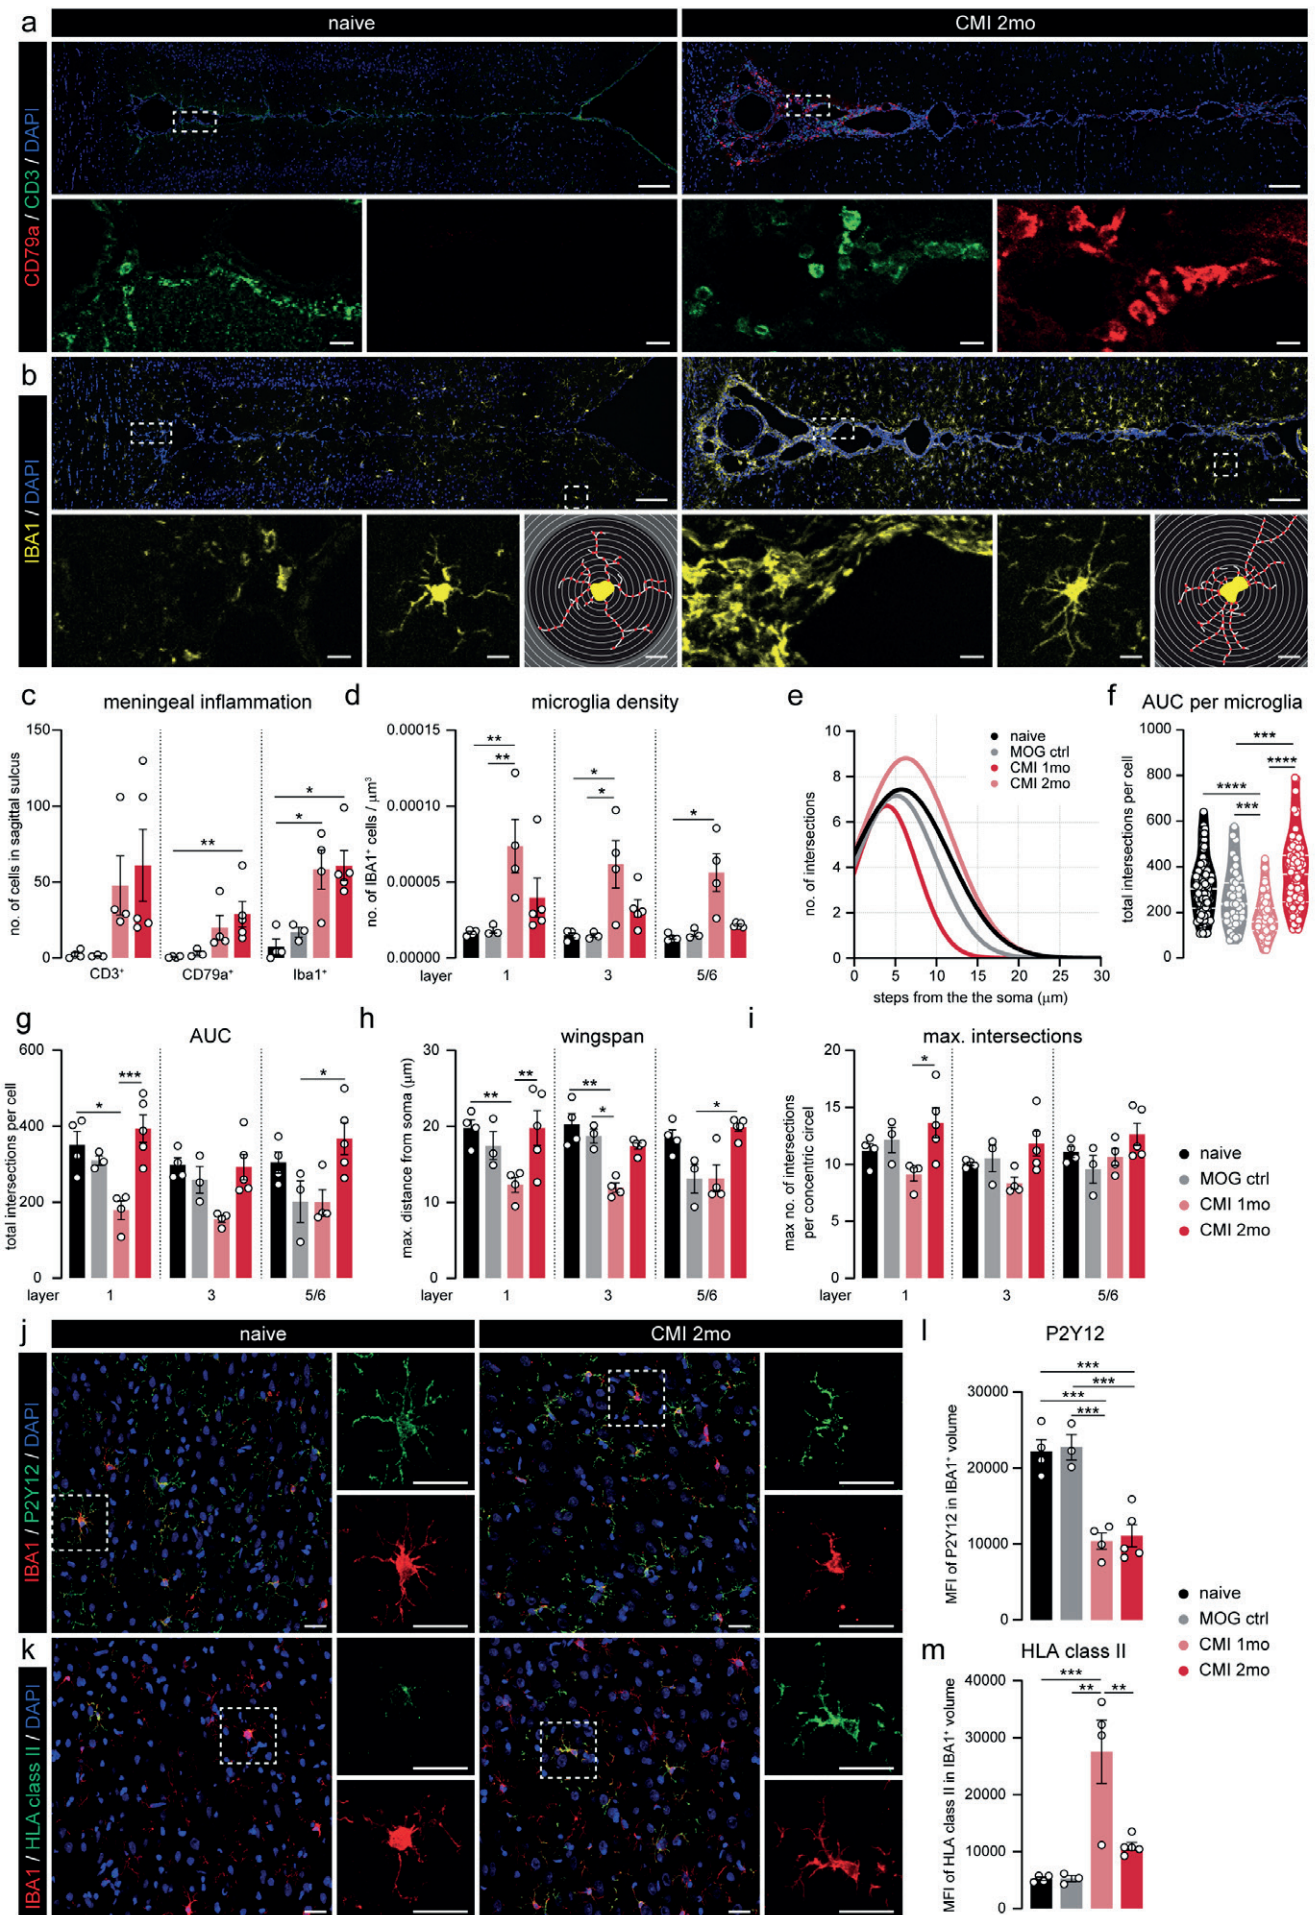 a
naive
CMI 2mo
CD79a / CD3 / DAPI
b
IBA1 / DAPI
c
meningeal inflammation
no. of cells in sagittal sulcus
150
100
50
0
CD3⁺
CD79a⁺
Iba1⁺
**
*
*
d
microglia density
no. of IBA1⁺ cells / µm³
0.00015
0.00010
0.00005
0.00000
layer
1
3
5/6
**
**
*
*
*
e
no. of intersections
10
8
6
4
2
0
0
5
10
15
20
25
30
steps from the the soma (µm)
naive
MOG ctrl
CMI 1mo
CMI 2mo
f
AUC per microglia
total intersections per cell
1000
800
600
400
200
0
***
****
****
***
g
AUC
total intersections per cell
600
400
200
0
layer
1
3
5/6
*
***
*
h
wingspan
max. distance from soma (µm)
30
20
10
0
layer
1
3
5/6
**
**
**
*
*
i
max. intersections
max no. of intersections
per concentric circel
20
15
10
5
0
layer
1
3
5/6
*
naive
MOG ctrl
CMI 1mo
CMI 2mo
j
naive
CMI 2mo
IBA1 / P2Y12 / DAPI
k
IBA1 / HLA class II / DAPI
l
P2Y12
MFI of P2Y12 in IBA1⁺ volume
30000
20000
10000
0
***
***
***
***
naive
MOG ctrl
CMI 1mo
CMI 2mo
m
HLA class II
MFI of HLA class II in IBA1⁺ volume
40000
30000
20000
10000
0
***
**
**